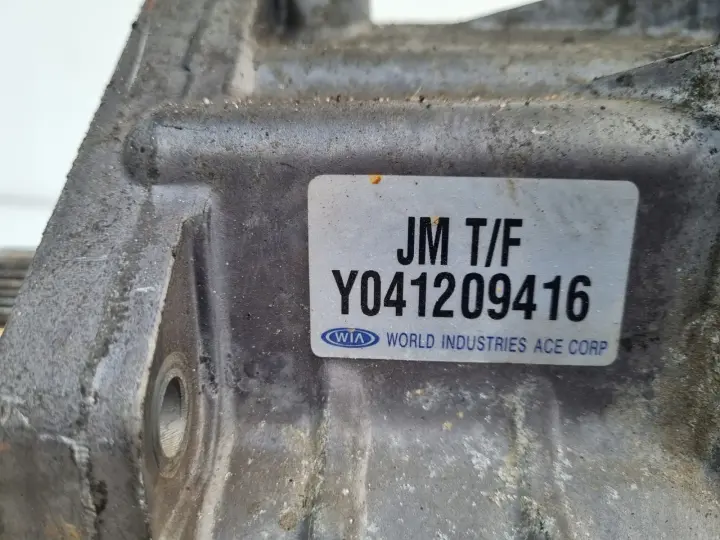 JM T/F
Y041209416
WIA WORLD INDUSTRIES ACE CORP